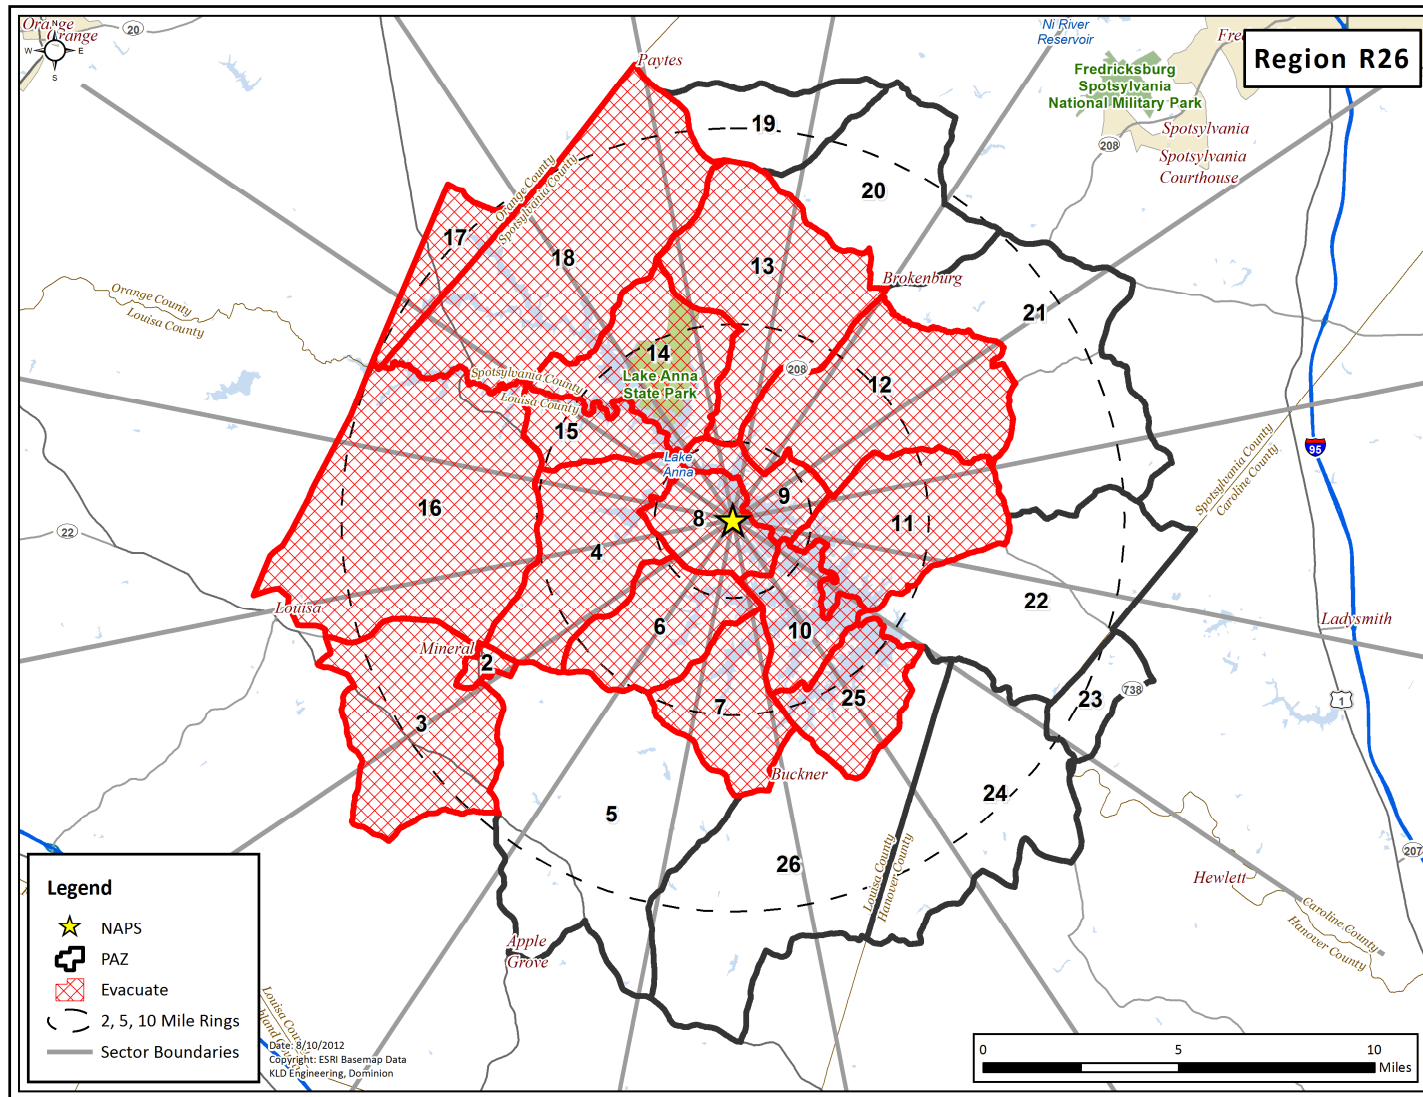 Orange
Orange
N
W
E
S
20
Paytes
Ni River
Reservoir
Region R26
Fredricksburg
Spotsylvania
National Military Park
Spotsylvania
208
Spotsylvania
Courthouse
19
20
Orange County
Spotsylvania County
17
18
13
Brokenburg
21
Orange County
Louisa County
14
Lake Anna
State Park
208
12
Spotsylvania County
Louisa County
15
Lake
Anna
95
Spotsylvania County
Caroline County
16
8
9
11
22
4
Louisa
22
Ladysmith
6
10
Mineral
2
25
23
738
1
3
7
Buckner
5
24
26
207
Louisa County
Hanover County
Hewlett
Caroline County
Hanover County
Apple
Grove
Legend
NAPS
PAZ
Evacuate
2, 5, 10 Mile Rings
Sector Boundaries
Louisa County
Date: 8/10/2012
Copyright: ESRI Basemap Data
KLD Engineering, Dominion
0
5
10
Miles